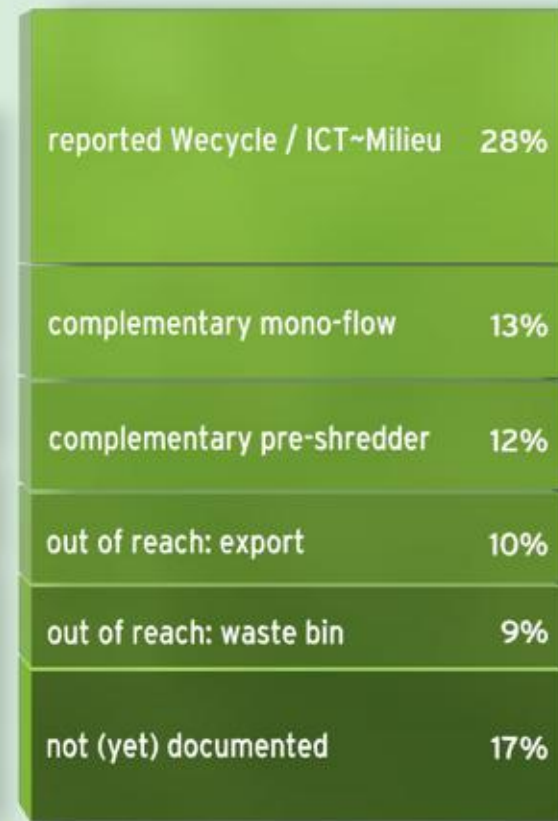 reported Wecycle / ICT~Milieu 28%
complementary mono-flow 13%
complementary pre-shredder 12%
out of reach: export 10%
out of reach: waste bin 9%
not (yet) documented 17%